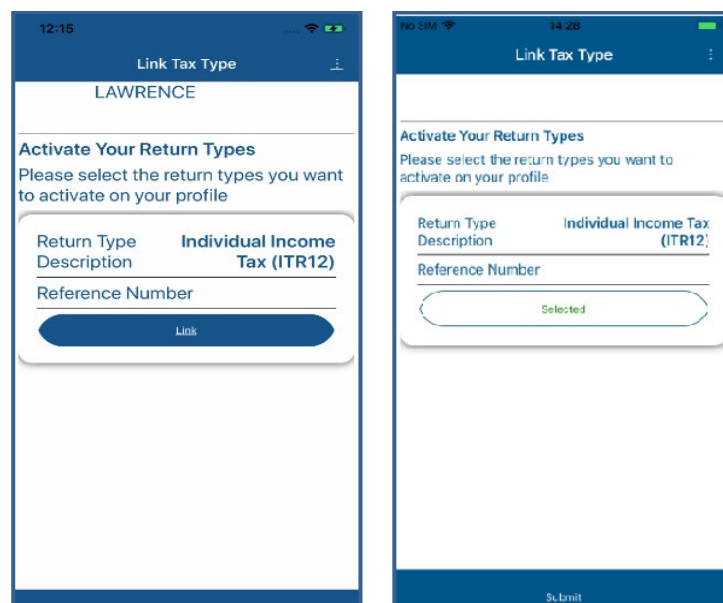 12:15
Link Tax Type
LAWRENCE
Activate Your Return Types
Please select the return types you want
to activate on your profile
Return Type
Description
Individual Income
Tax (ITR12)
Reference Number
Link
No SIM
14:28
Link Tax Type
Activate Your Return Types
Please select the return types you want to
activate on your profile
Return Type
Description
Individual Income Tax
(ITR12)
Reference Number
Selected
Submit